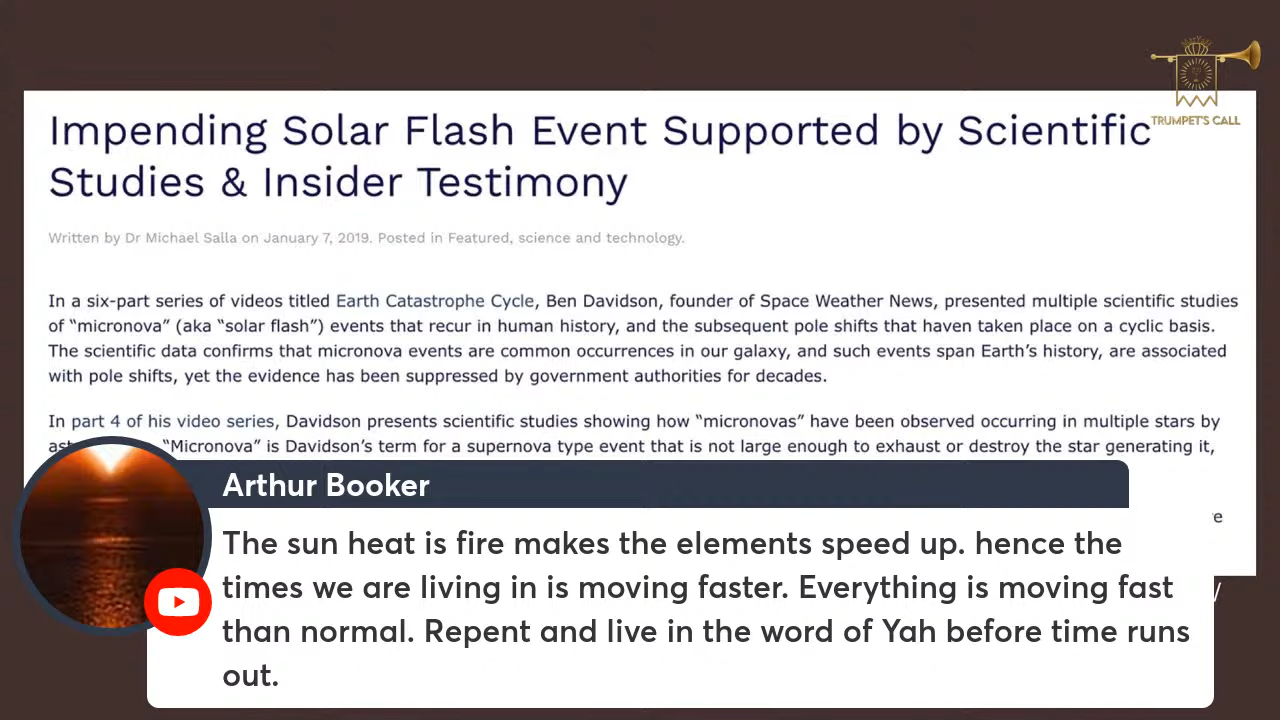 TRUMPET'S CALL
Impending Solar Flash Event Supported by Scientific
Studies & Insider Testimony
Written by Dr Michael Salla on January 7, 2019. Posted in Featured, science and technology.
In a six-part series of videos titled Earth Catastrophe Cycle, Ben Davidson, founder of Space Weather News, presented multiple scientific studies
of “micronova” (aka “solar flash”) events that recur in human history, and the subsequent pole shifts that haven taken place on a cyclic basis.
The scientific data confirms that micronova events are common occurrences in our galaxy, and such events span Earth’s history, are associated
with pole shifts, yet the evidence has been suppressed by government authorities for decades.
In part 4 of his video series, Davidson presents scientific studies showing how “micronovas” have been observed occurring in multiple stars by
“Micronova” is Davidson’s term for a supernova type event that is not large enough to exhaust or destroy the star generating it,
Arthur Booker
The sun heat is fire makes the elements speed up. hence the
times we are living in is moving faster. Everything is moving fast
than normal. Repent and live in the word of Yah before time runs
out.